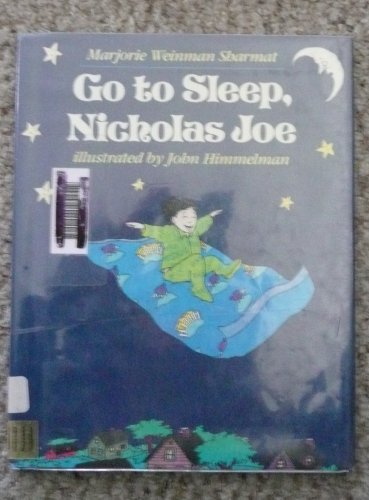 Marjorie Weinman Sharmat
Go to Sleep,
Nicholas Joe
illustrated by John Himmelman